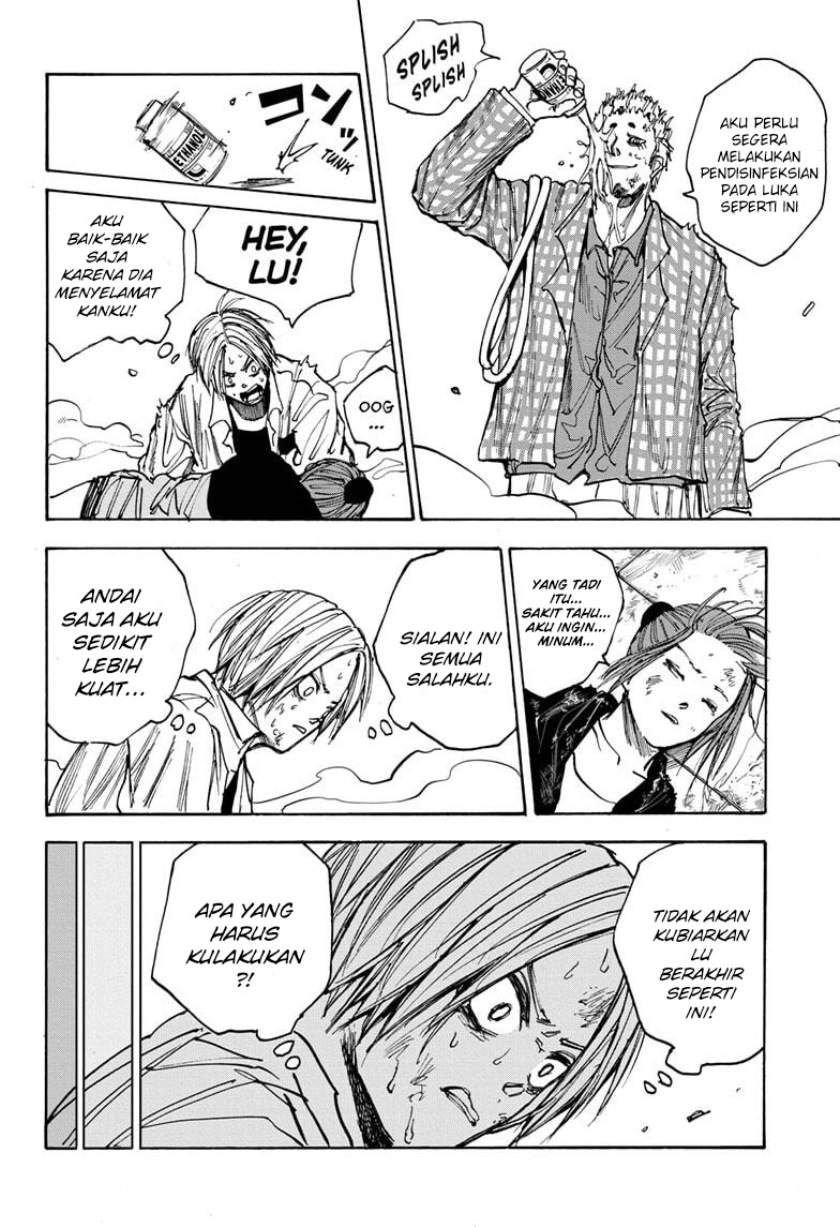 AKU PERLU
SEGERA
MELAKUKAN
PENDISINFEKSIAN
PADA LUKA
SEPERTI INI
SPLISH
SPLISH
ETHANOL
コンッ
TUNK
HEY,
LU!
AKU
BAIK-BAIK
SAJA
KARENA DIA
MENYELAMAT
KANKU!
OOG
...
YANG TADI
ITU...
SAKIT TAHU...
AKU INGIN...
MINUM...
SIALAN! INI
SEMUA
SALAHKU.
ANDAI
SAJA AKU
SEDIKIT
LEBIH
KUAT...
TIDAK AKAN
KUBIARKAN
LU
BERAKHIR
SEPERTI
INI!
APA YANG
HARUS
KULAKUKAN
?!